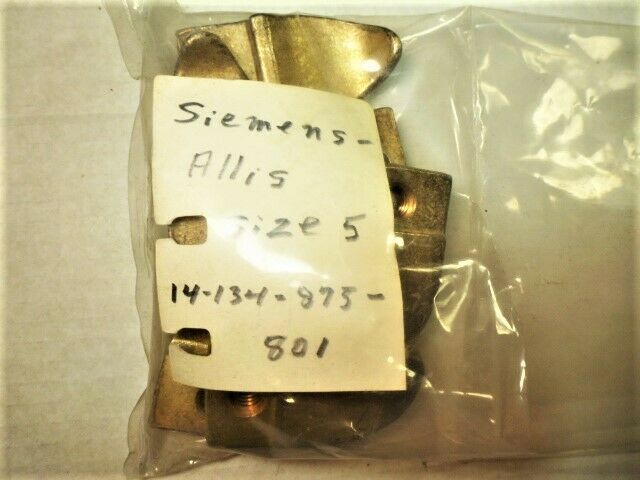 Siemens-
Allis
Size 5
14-134-875-
801